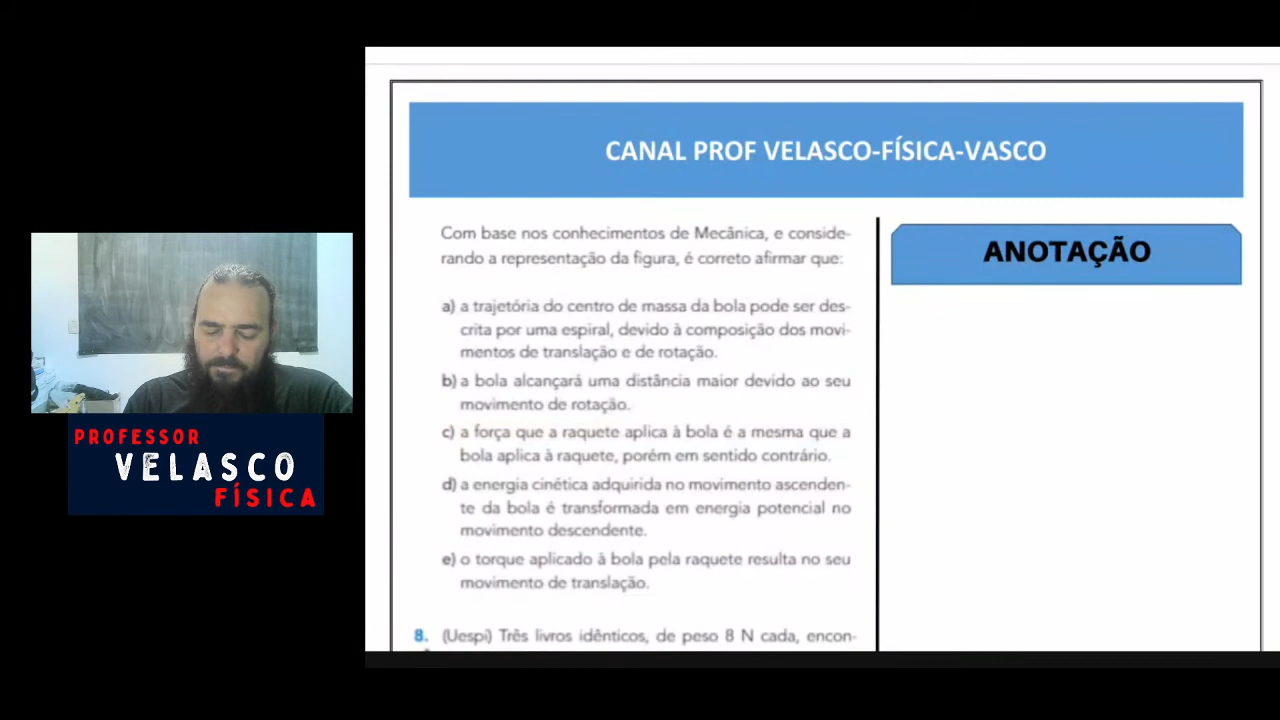 CANAL PROF VELASCO-FÍSICA-VASCO
Com base nos conhecimentos de Mecânica, e conside-
rando a representação da figura, é correto afirmar que:
a) a trajetória do centro de massa da bola pode ser des-
crita por uma espiral, devido à composição dos movi-
mentos de translação e de rotação.
b) a bola alcançará uma distância maior devido ao seu
movimento de rotação.
c) a força que a raquete aplica à bola é a mesma que a
bola aplica à raquete, porém em sentido contrário.
d) a energia cinética adquirida no movimento ascenden-
te da bola é transformada em energia potencial no
movimento descendente.
e) o torque aplicado à bola pela raquete resulta no seu
movimento de translação.
8. (Uespi) Três livros idênticos, de peso 8 N cada, encon-
ANOTAÇÃO
PROFESSOR
VELASCO
FÍSICA